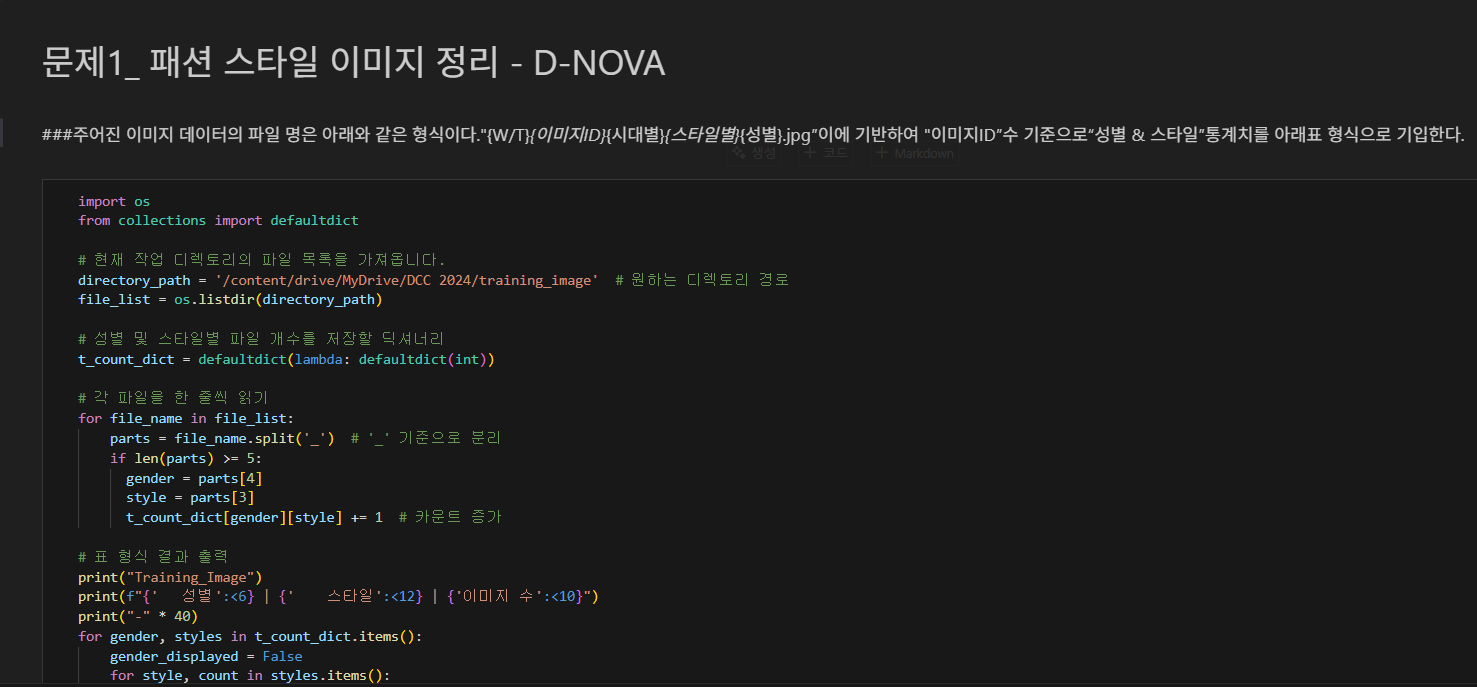 문제1_ 패션 스타일 이미지 정리 - D-NOVA
###주어진 이미지 데이터의 파일 명은 아래와 같은 형식이다."{W/T}{이미지ID}{시대별}{스타일별}{성별}.jpg"이에 기반하여 "이미지ID"수 기준으로"성별 & 스타일"통계치를 아래표 형식으로 기입한다.
생성 + 코드 + Markdown
import os
from collections import defaultdict
# 현재 작업 디렉토리의 파일 목록을 가져옵니다.
directory_path = '/content/drive/MyDrive/DCC 2024/training_image'  # 원하는 디렉토리 경로
file_list = os.listdir(directory_path)
# 성별 및 스타일별 파일 개수를 저장할 딕셔너리
t_count_dict = defaultdict(lambda: defaultdict(int))
# 각 파일을 한 줄씩 읽기
for file_name in file_list:
    parts = file_name.split('_')  # '_' 기준으로 분리
    if len(parts) >= 5:
      gender = parts[4]
      style = parts[3]
      t_count_dict[gender][style] += 1  # 카운트 증가
# 표 형식 결과 출력
print("Training_Image")
print(f"{'   성별':<6} | {'    스타일':<12} | {'이미지 수':<10}")
print("-" * 40)
for gender, styles in t_count_dict.items():
    gender_displayed = False
    for style, count in styles.items():